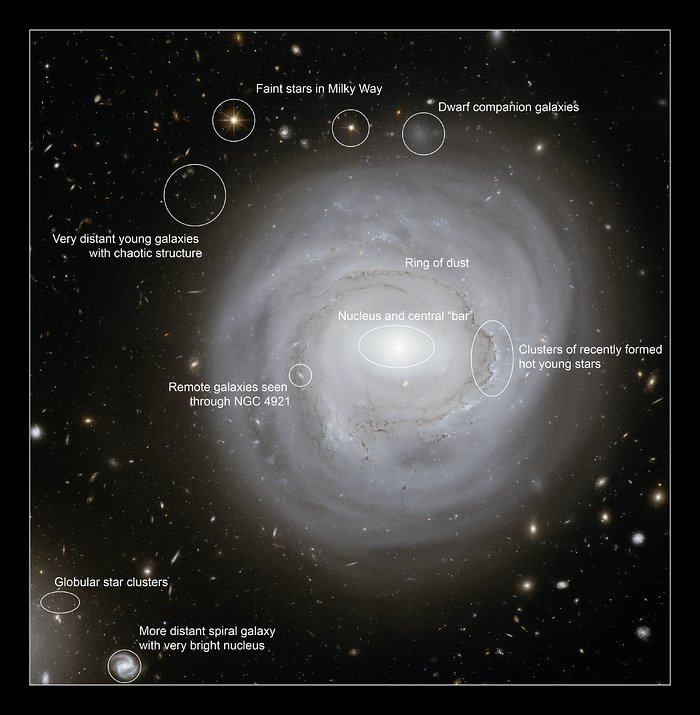 Faint stars in Milky Way
Dwarf companion galaxies
Very distant young galaxies
with chaotic structure
Ring of dust
Nucleus and central “bar”
Clusters of recently formed
hot young stars
Remote galaxies seen
through NGC 4921
Globular star clusters
More distant spiral galaxy
with very bright nucleus